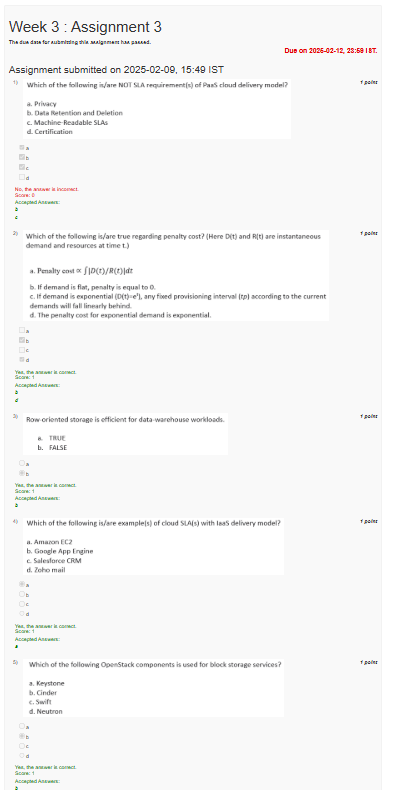 Week 3 : Assignment 3
The due date for submitting this assignment has passed.
Due on 2025-02-12, 23:59 IST.
Assignment submitted on 2025-02-09, 15:49 IST
1) Which of the following is/are NOT SLA requirement(s) of PaaS cloud delivery model? 1 point
a. Privacy
b. Data Retention and Deletion
c. Machine-Readable SLAs
d. Certification
a
b
c
d
No, the answer is incorrect.
Score: 0
Accepted Answers:
b
c
2) Which of the following is/are true regarding penalty cost? (Here D(t) and R(t) are instantaneous 1 point
demand and resources at time t.)
a. Penalty cost ∝ ∫|D(t)/R(t)|dt
b. If demand is flat, penalty is equal to 0.
c. If demand is exponential (D(t)=eᵗ), any fixed provisioning interval (tp) according to the current
demands will fall linearly behind.
d. The penalty cost for exponential demand is exponential.
a
b
c
d
Yes, the answer is correct.
Score: 1
Accepted Answers:
b
d
3) Row-oriented storage is efficient for data-warehouse workloads. 1 point
a. TRUE
b. FALSE
a
b
Yes, the answer is correct.
Score: 1
Accepted Answers:
b
4) Which of the following is/are example(s) of cloud SLA(s) with IaaS delivery model? 1 point
a. Amazon EC2
b. Google App Engine
c. Salesforce CRM
d. Zoho mail
a
b
c
d
Yes, the answer is correct.
Score: 1
Accepted Answers:
a
5) Which of the following OpenStack components is used for block storage services? 1 point
a. Keystone
b. Cinder
c. Swift
d. Neutron
a
b
c
d
Yes, the answer is correct.
Score: 1
Accepted Answers:
b